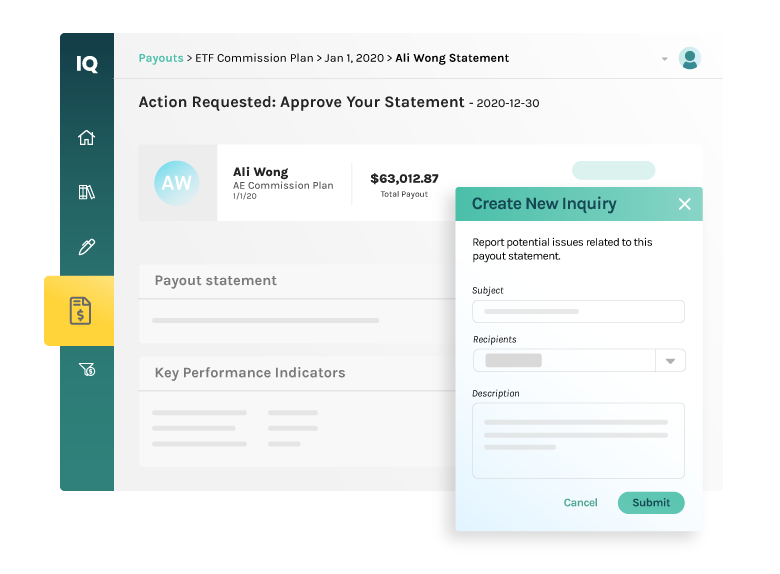 IQ
Payouts > ETF Commission Plan > Jan 1, 2020 > Ali Wong Statement
Action Requested: Approve Your Statement - 2020-12-30
AW
Ali Wong
AE Commission Plan
1/1/20
$63,012.87
Total Payout
Payout statement
Key Performance Indicators
Create New Inquiry
Report potential issues related to this
payout statement.
Subject
Recipients
Description
Cancel
Submit